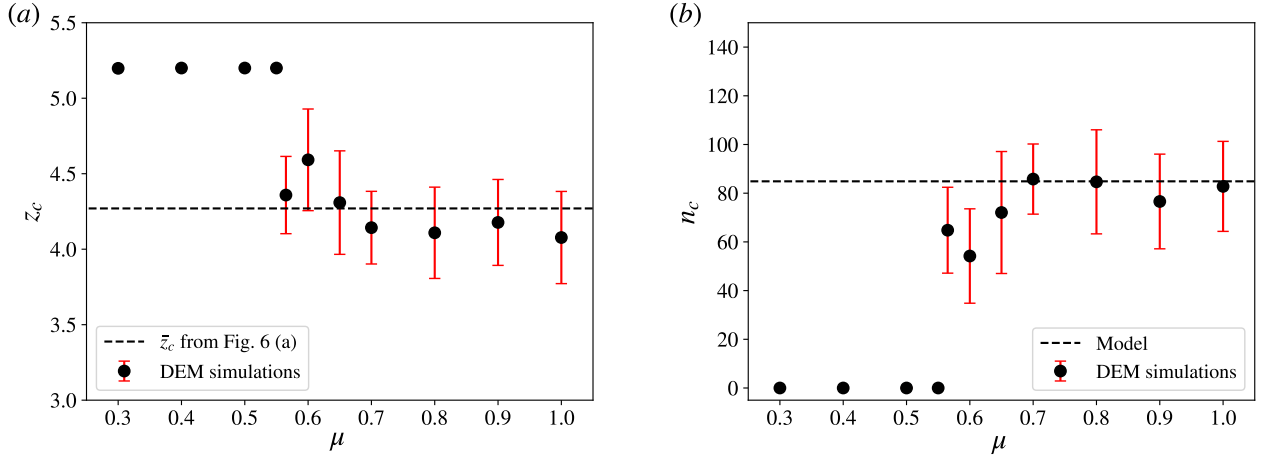 (a)
5.5
5.0
4.5
4.0
3.5
3.0
z_c
0.3 0.4 0.5 0.6 0.7 0.8 0.9 1.0
μ
z̄_c from Fig. 6 (a)
DEM simulations
(b)
140
120
100
80
60
40
20
0
n_c
0.3 0.4 0.5 0.6 0.7 0.8 0.9 1.0
μ
Model
DEM simulations